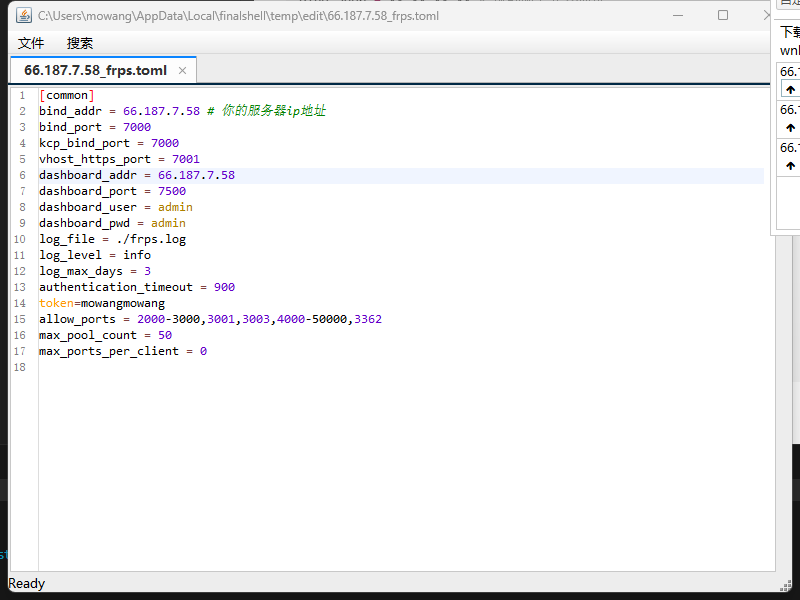 C:\Users\mowang\AppData\Local\finalshell\temp\edit\66.187.7.58_frps.toml
文件 搜索
66.187.7.58_frps.toml
1 [common]
2 bind_addr = 66.187.7.58 # 你的服务器ip地址
3 bind_port = 7000
4 kcp_bind_port = 7000
5 vhost_https_port = 7001
6 dashboard_addr = 66.187.7.58
7 dashboard_port = 7500
8 dashboard_user = admin
9 dashboard_pwd = admin
10 log_file = ./frps.log
11 log_level = info
12 log_max_days = 3
13 authentication_timeout = 900
14 token=mowangmowang
15 allow_ports = 2000-3000,3001,3003,4000-50000,3362
16 max_pool_count = 50
17 max_ports_per_client = 0
18
Ready
下载
66.
66.
66.